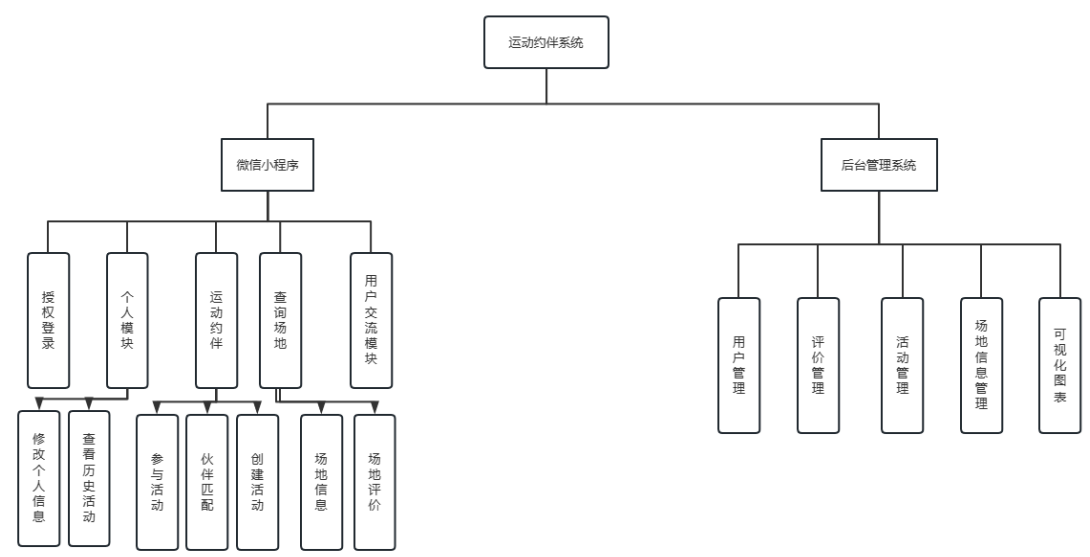 运动约伴系统
微信小程序
后台管理系统
授权登录
个人模块
运动约伴
查询场地
用户交流模块
用户管理
评价管理
活动管理
场地信息管理
可视化图表
修改个人信息
查看历史活动
参与活动
伙伴匹配
创建活动
场地信息
场地评价